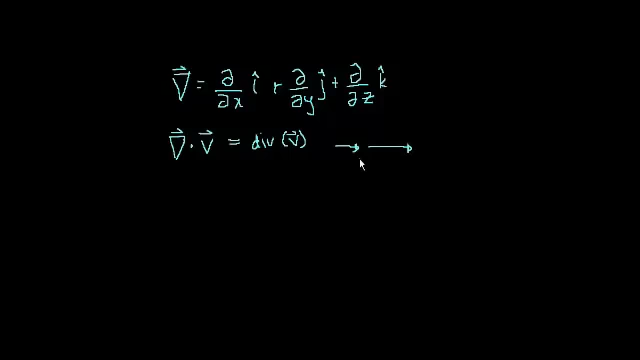 ∇⃗ = ∂/∂x î + ∂/∂y ĵ + ∂/∂z k̂
∇⃗ · v⃗ = div (v⃗) → →